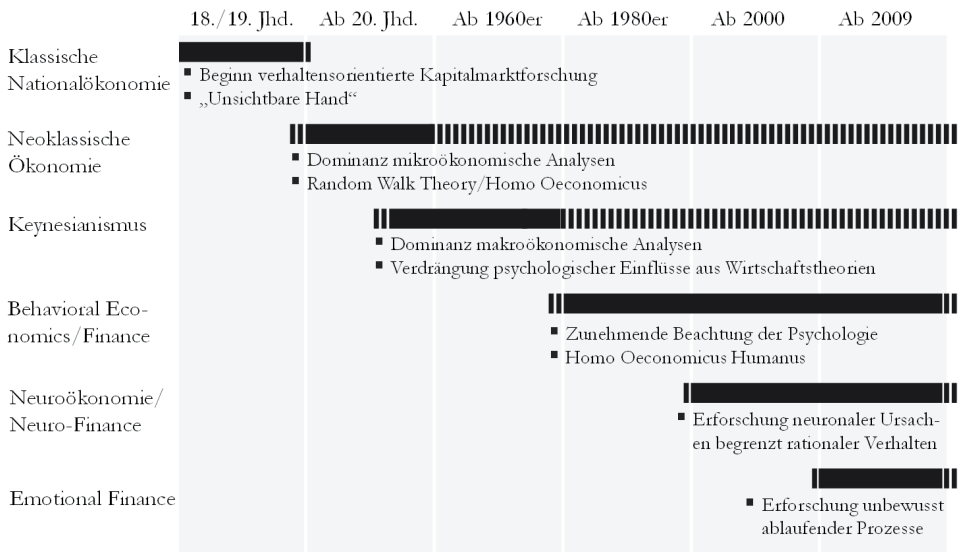 18./19. Jhd. Ab 20. Jhd. Ab 1960er Ab 1980er Ab 2000 Ab 2009
Klassische
Nationalökonomie
▪ Beginn verhaltensorientierte Kapitalmarktforschung
▪ „Unsichtbare Hand“
Neoklassische
Ökonomie
▪ Dominanz mikroökonomische Analysen
▪ Random Walk Theory/Homo Oeconomicus
Keynesianismus
▪ Dominanz makroökonomische Analysen
▪ Verdrängung psychologischer Einflüsse aus Wirtschaftstheorien
Behavioral Eco-
nomics/Finance
▪ Zunehmende Beachtung der Psychologie
▪ Homo Oeconomicus Humanus
Neuroökonomie/
Neuro-Finance
▪ Erforschung neuronaler Ursach-
en begrenzt rationaler Verhalten
Emotional Finance
▪ Erforschung unbewusst
ablaufender Prozesse